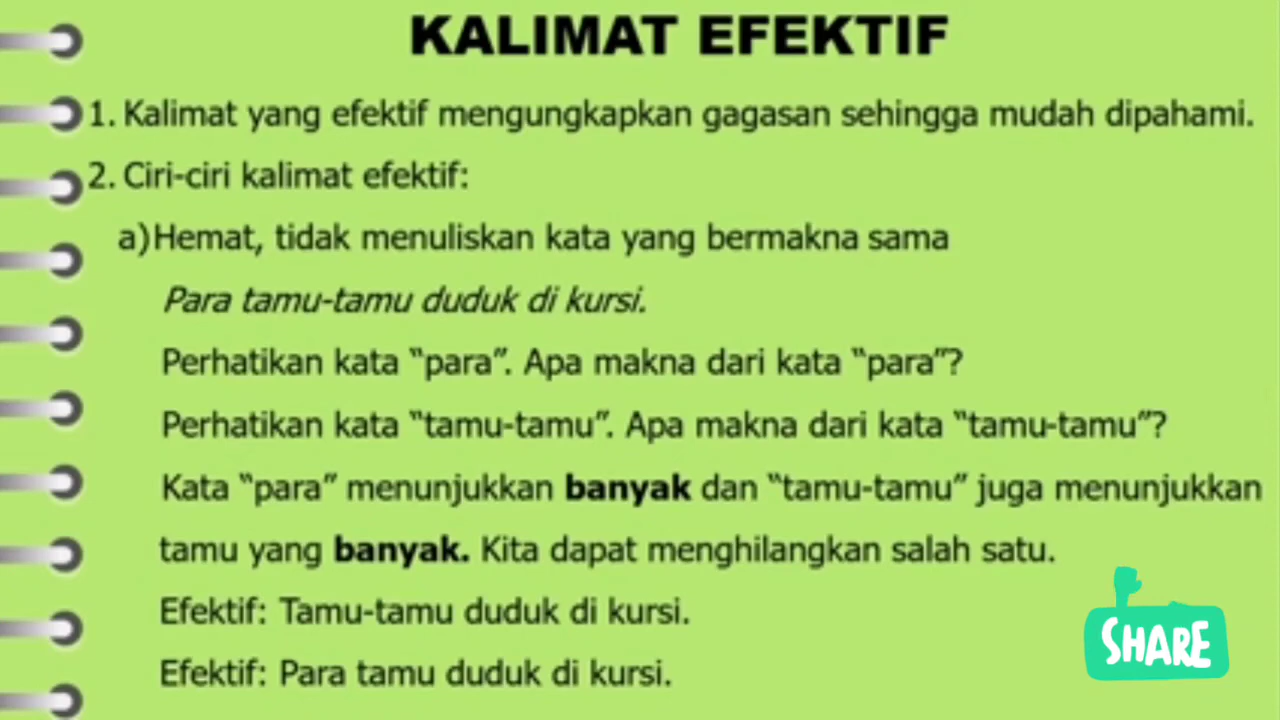 KALIMAT EFEKTIF
1. Kalimat yang efektif mengungkapkan gagasan sehingga mudah dipahami.
2. Ciri-ciri kalimat efektif:
a) Hemat, tidak menuliskan kata yang bermakna sama
Para tamu-tamu duduk di kursi.
Perhatikan kata “para”. Apa makna dari kata “para”?
Perhatikan kata “tamu-tamu”. Apa makna dari kata “tamu-tamu”?
Kata “para” menunjukkan banyak dan “tamu-tamu” juga menunjukkan
tamu yang banyak. Kita dapat menghilangkan salah satu.
Efektif: Tamu-tamu duduk di kursi.
Efektif: Para tamu duduk di kursi.
SHARE